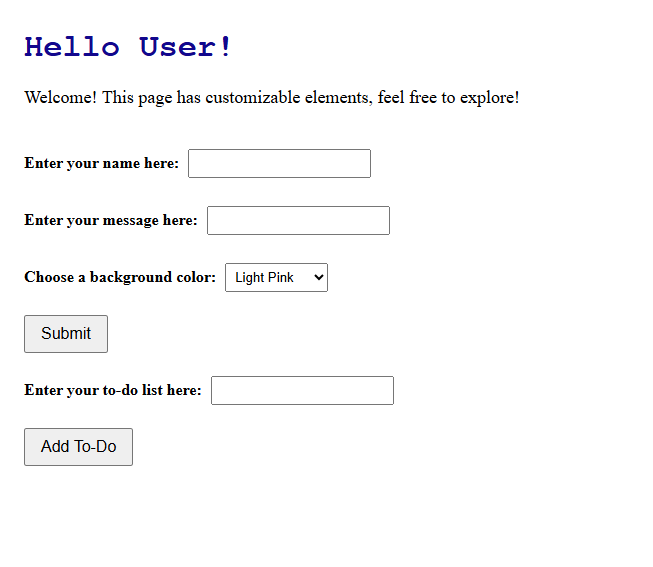 Hello User!
Welcome! This page has customizable elements, feel free to explore!
Enter your name here:
Enter your message here:
Choose a background color: Light Pink
Submit
Enter your to-do list here:
Add To-Do